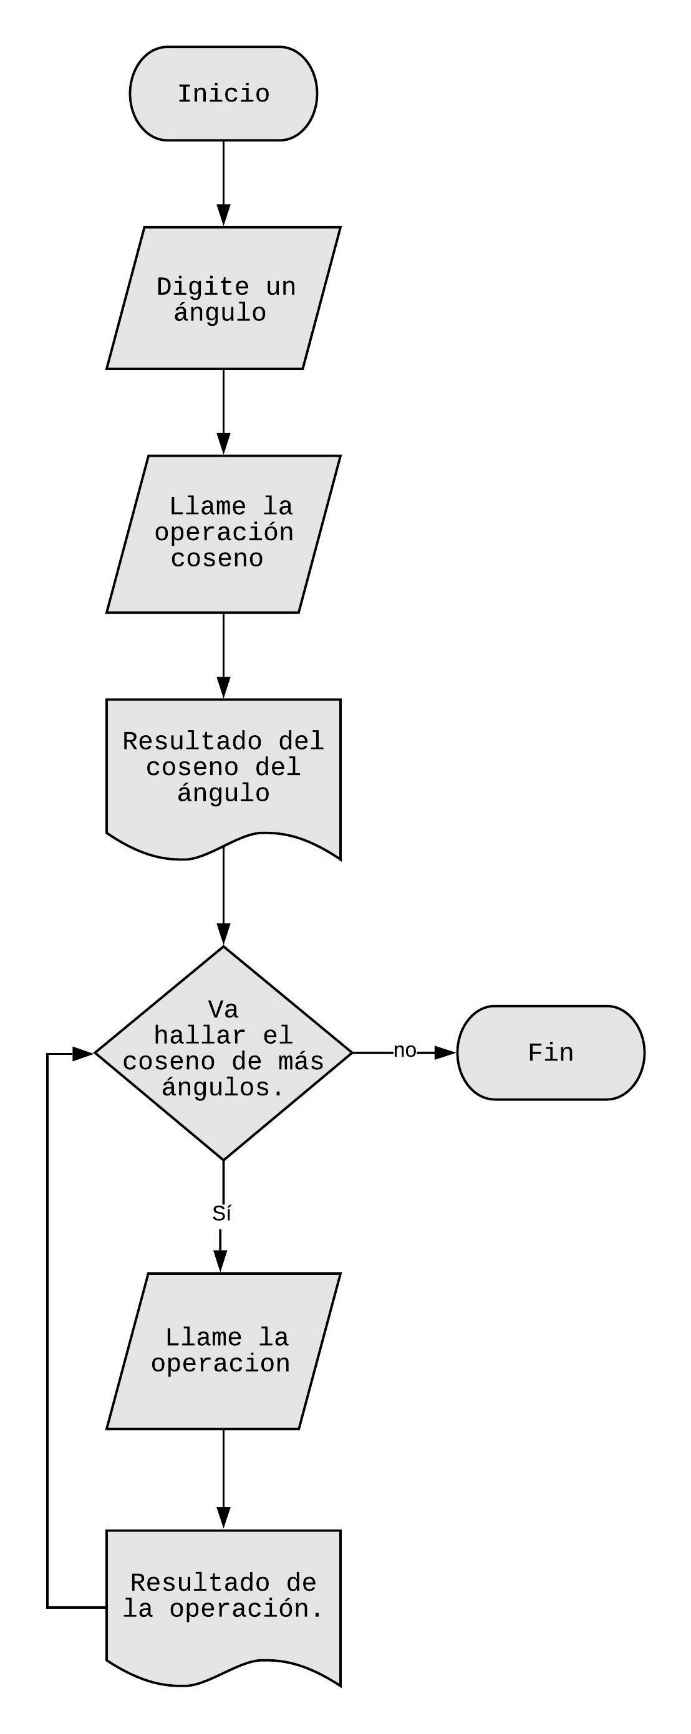 Inicio
Digite un
ángulo
Llame la
operación
coseno
Resultado del
coseno del
ángulo
Va
hallar el
coseno de más
ángulos.
no
Fin
Sí
Llame la
operacion
Resultado de
la operación.